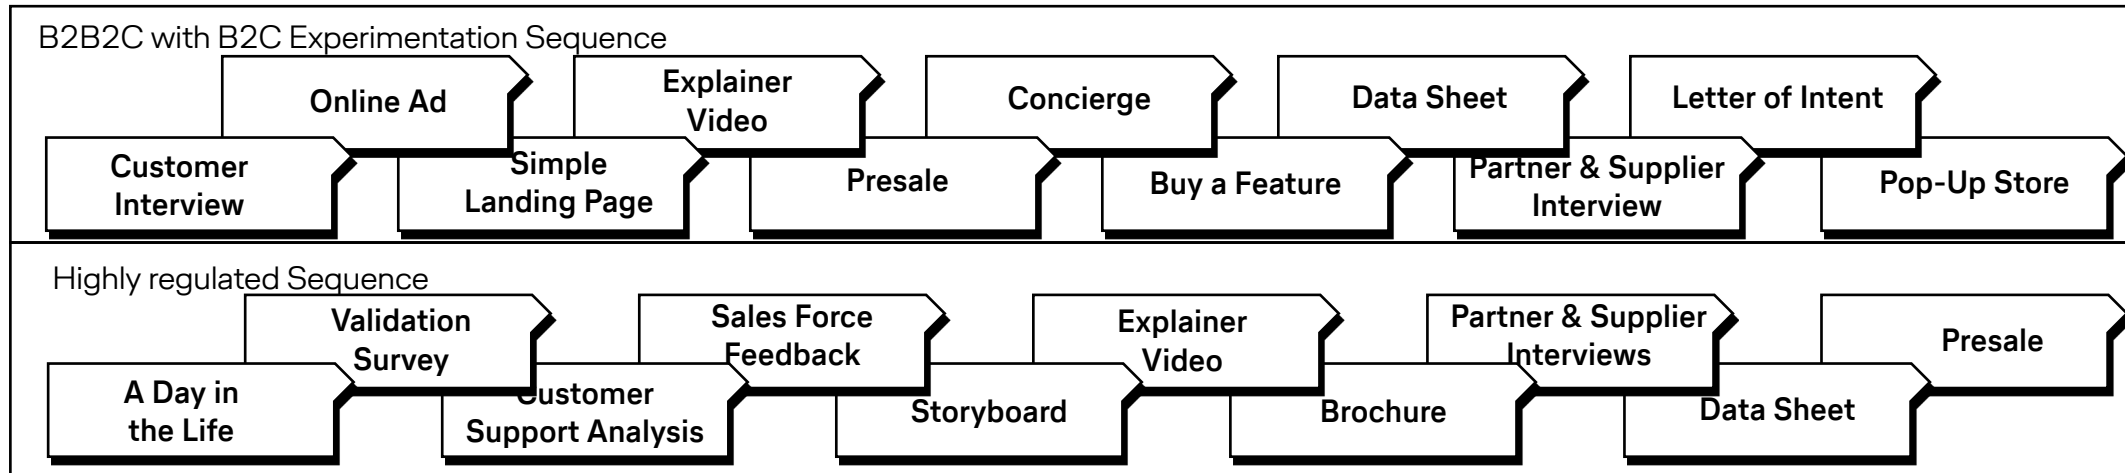 B2B2C with B2C Experimentation Sequence
Customer
Interview
Online Ad
Simple
Landing Page
Explainer
Video
Presale
Concierge
Buy a Feature
Data Sheet
Partner & Supplier
Interview
Letter of Intent
Pop-Up Store
Highly regulated Sequence
A Day in
the Life
Validation
Survey
Customer
Support Analysis
Sales Force
Feedback
Storyboard
Explainer
Video
Brochure
Partner & Supplier
Interviews
Data Sheet
Presale